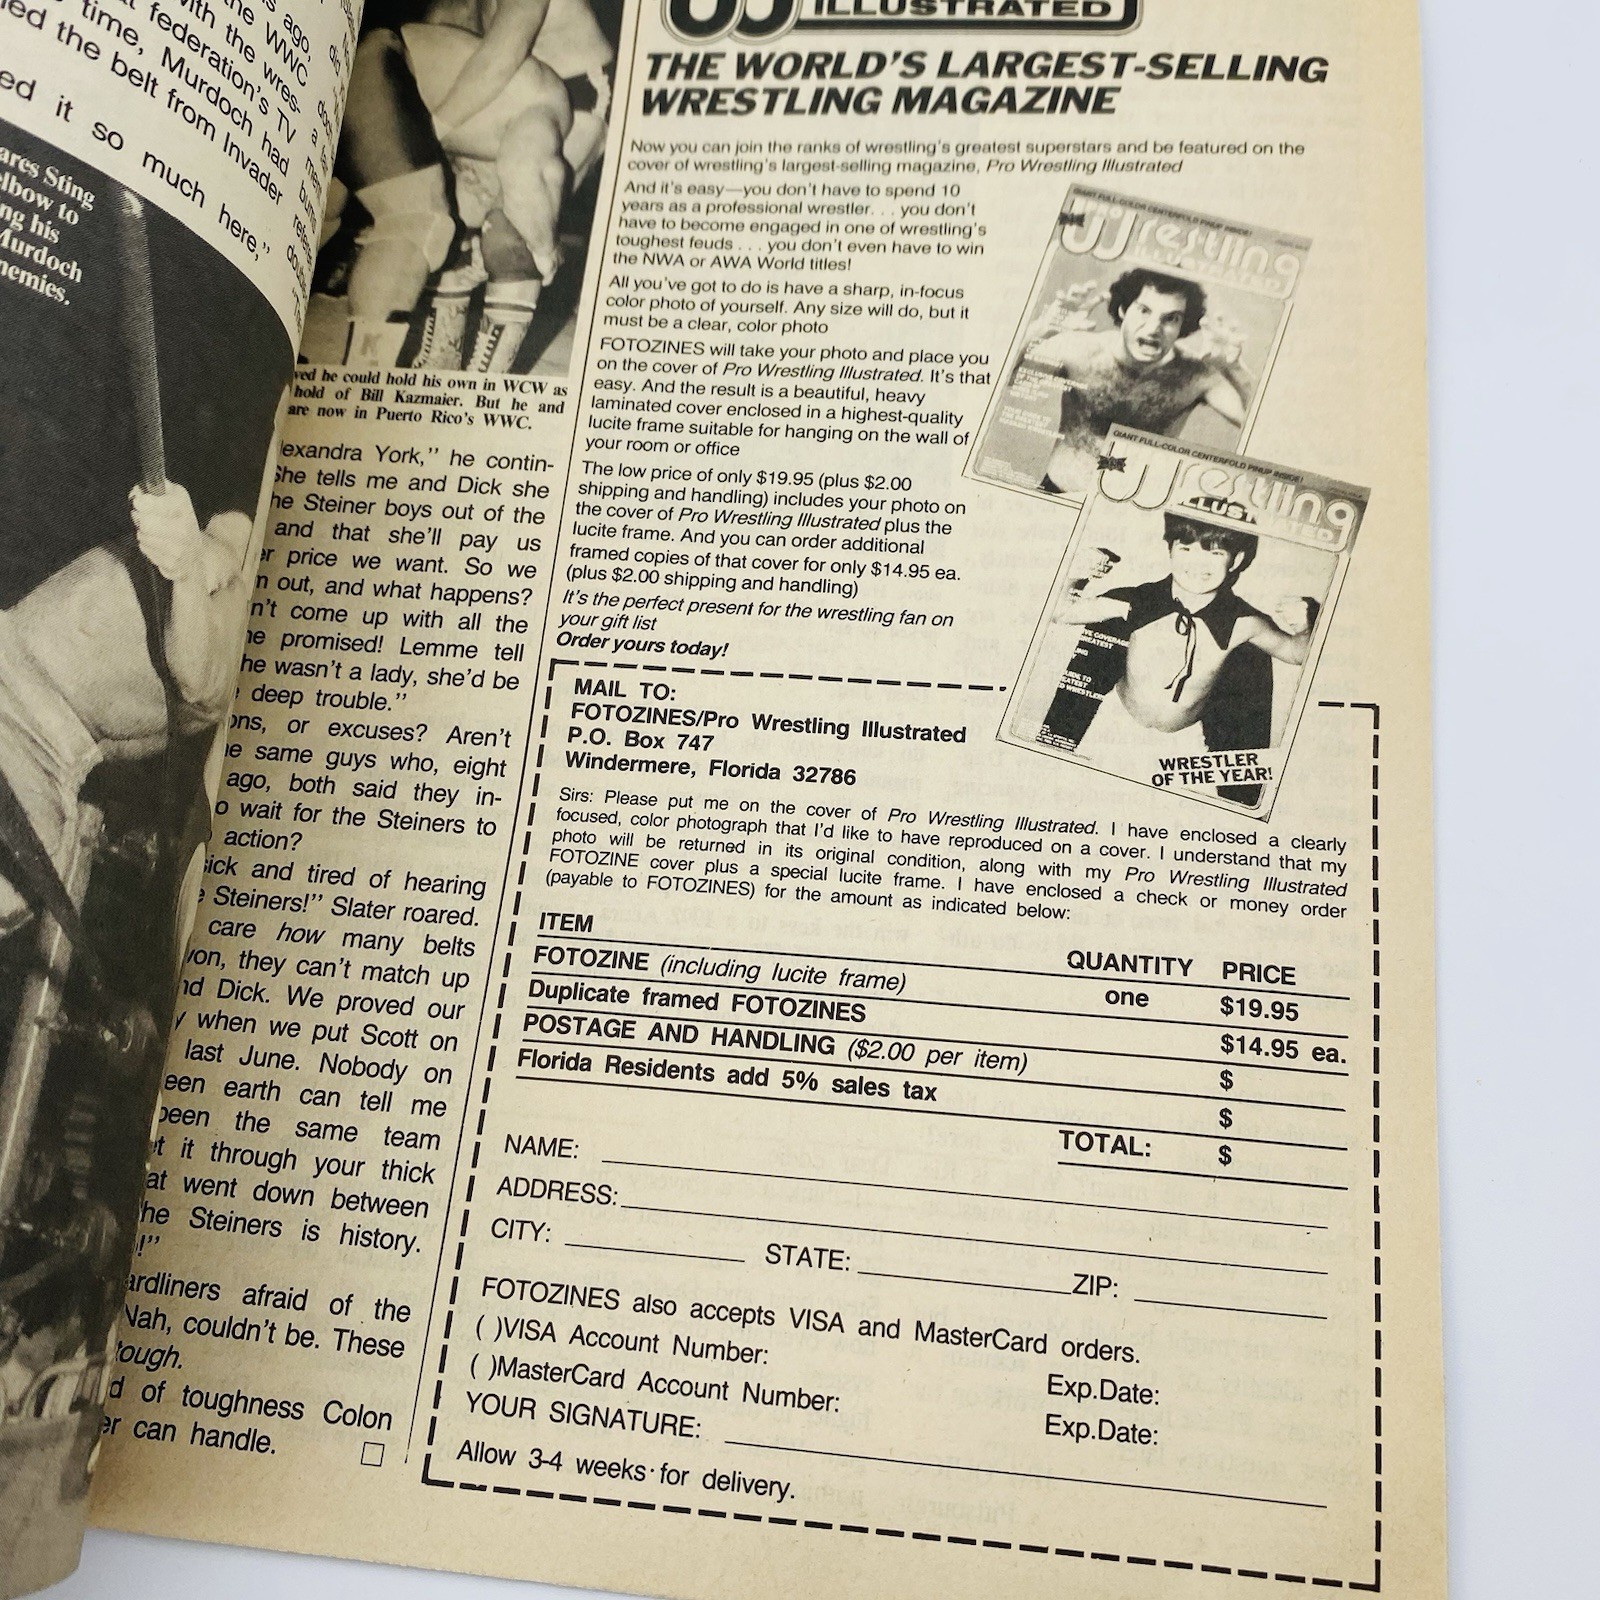 s ago,
the WWC
with the wres-
federation's TV
time, Murdoch had
the belt from Invader
ed it so much here,"
ares Sting
elbow to
ng his
Murdoch
nemies.
ved he could hold his own in WCW as
hold of Bill Kazmaier. But he and
are now in Puerto Rico's WWC.
lexandra York," he contin-
She tells me and Dick she
he Steiner boys out of the
and that she'll pay us
er price we want. So we
n out, and what happens?
n't come up with all the
he promised! Lemme tell
he wasn't a lady, she'd be
deep trouble."
ons, or excuses? Aren't
e same guys who, eight
ago, both said they in-
o wait for the Steiners to
action?
sick and tired of hearing
e Steiners!" Slater roared.
care how many belts
won, they can't match up
nd Dick. We proved our
y when we put Scott on
last June. Nobody on
een earth can tell me
been the same team
et it through your thick
at went down between
he Steiners is history.
!"
ardliners afraid of the
Nah, couldn't be. These
tough.
d of toughness Colon
er can handle.
ILLUSTRATED
THE WORLD'S LARGEST-SELLING
WRESTLING MAGAZINE
Now you can join the ranks of wrestling's greatest superstars and be featured on the
cover of wrestling's largest-selling magazine, Pro Wrestling Illustrated
And it's easy—you don't have to spend 10
years as a professional wrestler. . . you don't
have to become engaged in one of wrestling's
toughest feuds . . . you don't even have to win
the NWA or AWA World titles!
All you've got to do is have a sharp, in-focus
color photo of yourself. Any size will do, but it
must be a clear, color photo
FOTOZINES will take your photo and place you
on the cover of Pro Wrestling Illustrated. It's that
easy. And the result is a beautiful, heavy
laminated cover enclosed in a highest-quality
lucite frame suitable for hanging on the wall of
your room or office
The low price of only $19.95 (plus $2.00
shipping and handling) includes your photo on
the cover of Pro Wrestling Illustrated plus the
lucite frame. And you can order additional
framed copies of that cover for only $14.95 ea.
(plus $2.00 shipping and handling)
It's the perfect present for the wrestling fan on
your gift list
Order yours today!
GIANT FULL-COLOR CENTERFOLD PINUP INSIDE!
Wrestling
ILLUSTRATED
GIANT FULL-COLOR CENTERFOLD PINUP INSIDE!
Wrestling
ILLUSTRATED
WRESTLER
OF THE YEAR!
MAIL TO:
FOTOZINES/Pro Wrestling Illustrated
P.O. Box 747
Windermere, Florida 32786
Sirs: Please put me on the cover of Pro Wrestling Illustrated. I have enclosed a clearly
focused, color photograph that I'd like to have reproduced on a cover. I understand that my
photo will be returned in its original condition, along with my Pro Wrestling Illustrated
FOTOZINE cover plus a special lucite frame. I have enclosed a check or money order
(payable to FOTOZINES) for the amount as indicated below:
ITEM QUANTITY PRICE
FOTOZINE (including lucite frame) one $19.95
Duplicate framed FOTOZINES $14.95 ea.
POSTAGE AND HANDLING ($2.00 per item) $
Florida Residents add 5% sales tax $
TOTAL: $
NAME:
ADDRESS:
CITY: STATE: ZIP:
FOTOZINES also accepts VISA and MasterCard orders.
( )VISA Account Number: Exp.Date:
( )MasterCard Account Number: Exp.Date:
YOUR SIGNATURE:
Allow 3-4 weeks for delivery.